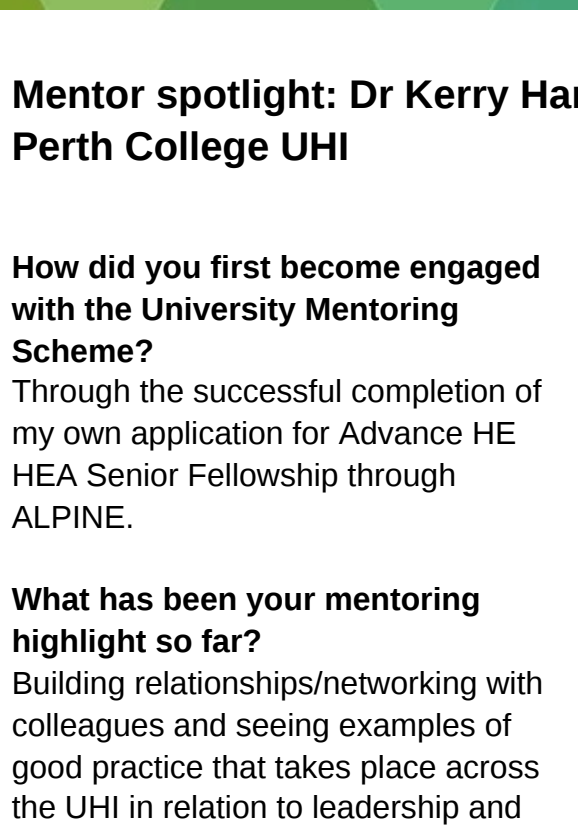 Mentor spotlight: Dr Kerry
Perth College UHI
How did you first become engaged
with the University Mentoring
Scheme?
Through the successful completion of
my own application for Advance HE
HEA Senior Fellowship through
ALPINE.
What has been your mentoring
highlight so far?
Building relationships/networking with
colleagues and seeing examples of
good practice that takes place across
the UHI in relation to leadership and